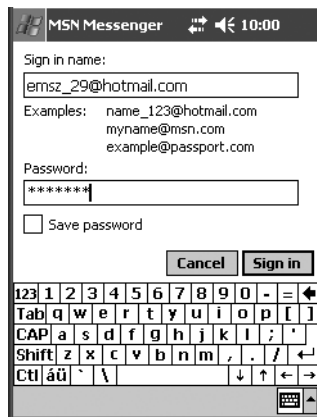 MSN Messenger 10:00
Sign in name:
emsz_29@hotmail.com
Examples: name_123@hotmail.com
myname@msn.com
example@passport.com
Password:
*******
Save password
Cancel Sign in
123 1 2 3 4 5 6 7 8 9 0 - =
Tab q w e r t y u i o p [ ]
CAP a s d f g h j k l ; '
Shift z x c v b n m , . /
Ctl áü ` \